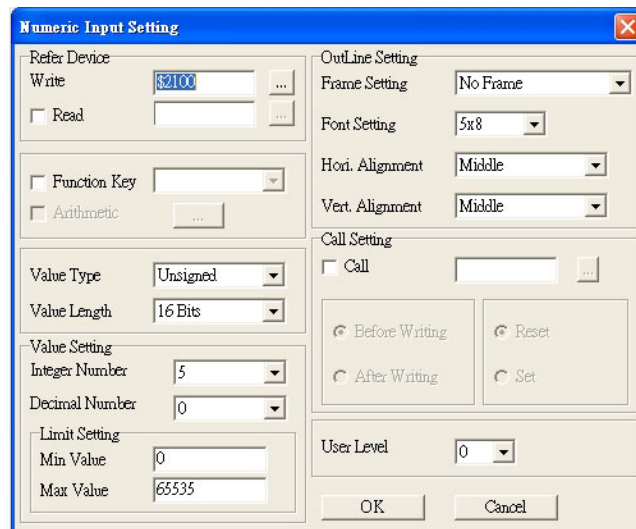 Numeric Input Setting
Refer Device
Write $2100 ...
Read ...
Function Key
Arithmetic ...
Value Type Unsigned
Value Length 16 Bits
Value Setting
Integer Number 5
Decimal Number 0
Limit Setting
Min Value 0
Max Value 65535
OutLine Setting
Frame Setting No Frame
Font Setting 5x8
Hori. Alignment Middle
Vert. Alignment Middle
Call Setting
Call ...
Before Writing Reset
After Writing Set
User Level 0
OK Cancel